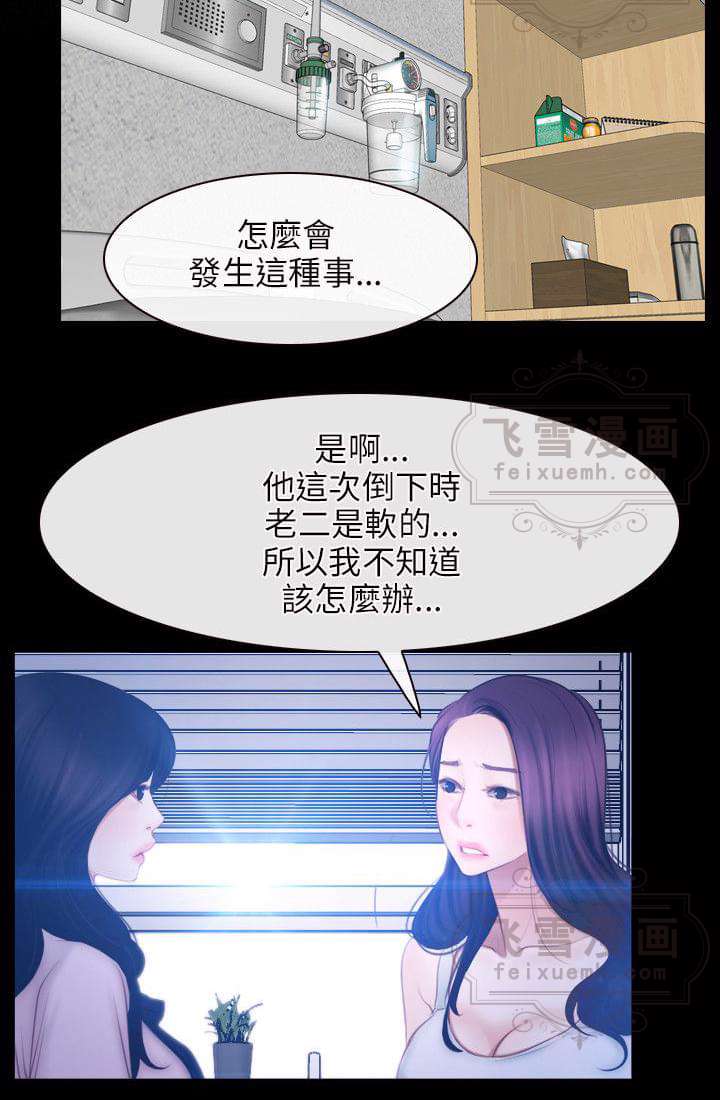 怎麼會
發生這種事...
是啊...
他這次倒下時
老二是軟的...
所以我不知道
該怎麼辦...
飞雪漫画
feixuemh.com
飞雪漫画
feixuemh.com